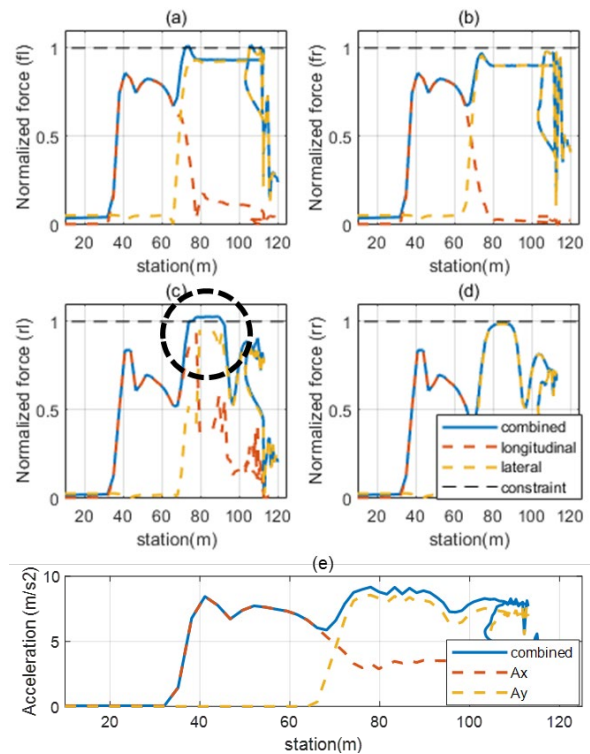 (a)
(b)
Normalized force (fl)
1
0.5
0
20 40 60 80 100 120
station(m)
Normalized force (fr)
1
0.5
0
20 40 60 80 100 120
station(m)
(c)
(d)
Normalized force (rl)
1
0.5
0
20 40 60 80 100 120
station(m)
Normalized force (rr)
1
0.5
0
20 40 60 80 100 120
station(m)
combined
longitudinal
lateral
constraint
(e)
Acceleration (m/s2)
10
5
0
20 40 60 80 100 120
station(m)
combined
Ax
Ay